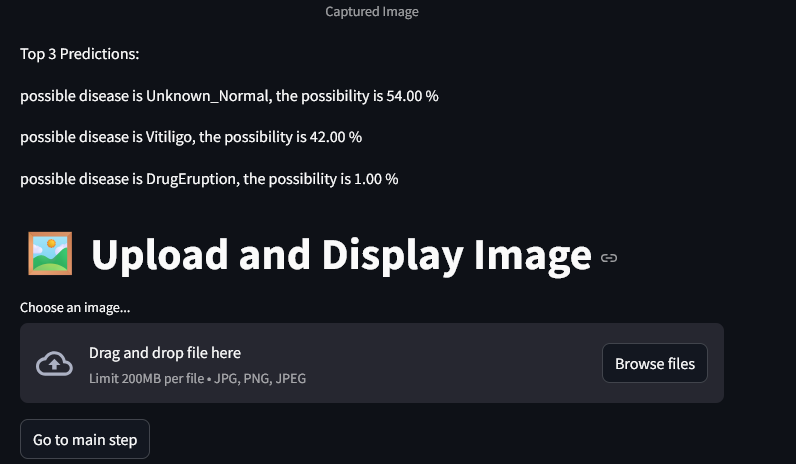 Captured Image
Top 3 Predictions:
possible disease is Unknown_Normal, the possibility is 54.00 %
possible disease is Vitiligo, the possibility is 42.00 %
possible disease is DrugEruption, the possibility is 1.00 %
Upload and Display Image
Choose an image...
Drag and drop file here
Limit 200MB per file • JPG, PNG, JPEG
Browse files
Go to main step